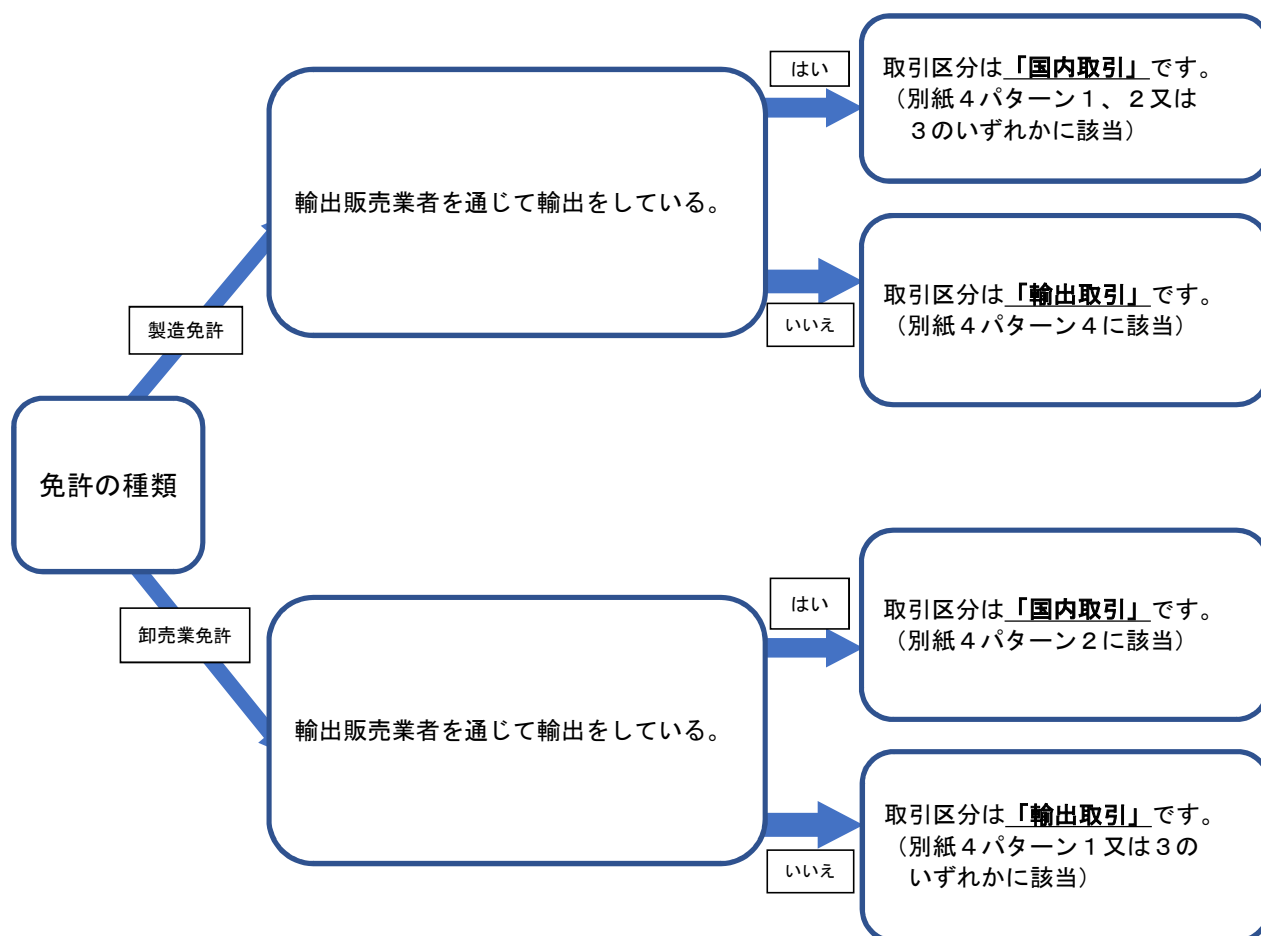 免許の種類
製造免許
輸出販売業者を通じて輸出をしている。
はい
取引区分は「国内取引」です。
（別紙４パターン１、２又は
３のいずれかに該当）
いいえ
取引区分は「輸出取引」です。
（別紙４パターン４に該当）
卸売業免許
輸出販売業者を通じて輸出をしている。
はい
取引区分は「国内取引」です。
（別紙４パターン２に該当）
いいえ
取引区分は「輸出取引」です。
（別紙４パターン１又は３の
いずれかに該当）